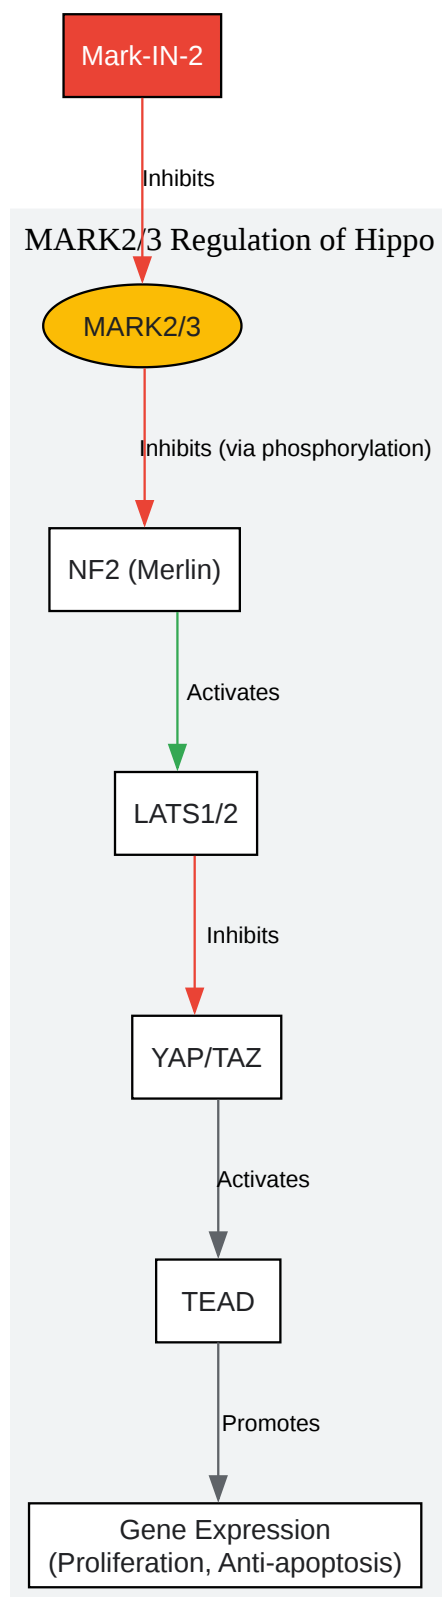 Mark-IN-2
Inhibits
MARK2/3 Regulation of Hippo
MARK2/3
Inhibits (via phosphorylation)
NF2 (Merlin)
Activates
LATS1/2
Inhibits
YAP/TAZ
Activates
TEAD
Promotes
Gene Expression
(Proliferation, Anti-apoptosis)